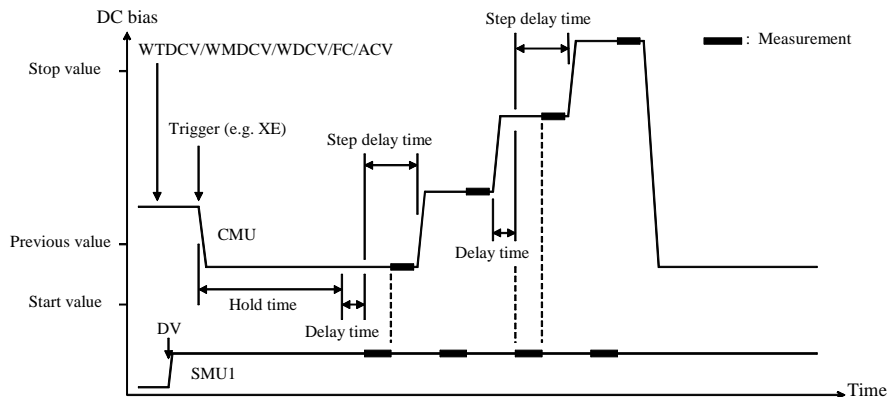 DC bias
Step delay time
WTDCV/WMDCV/WDCV/FC/ACV
: Measurement
Stop value
Trigger (e.g. XE)
Step delay time
CMU
Previous value
Delay time
Start value
Hold time
Delay time
DV
SMU1
Time